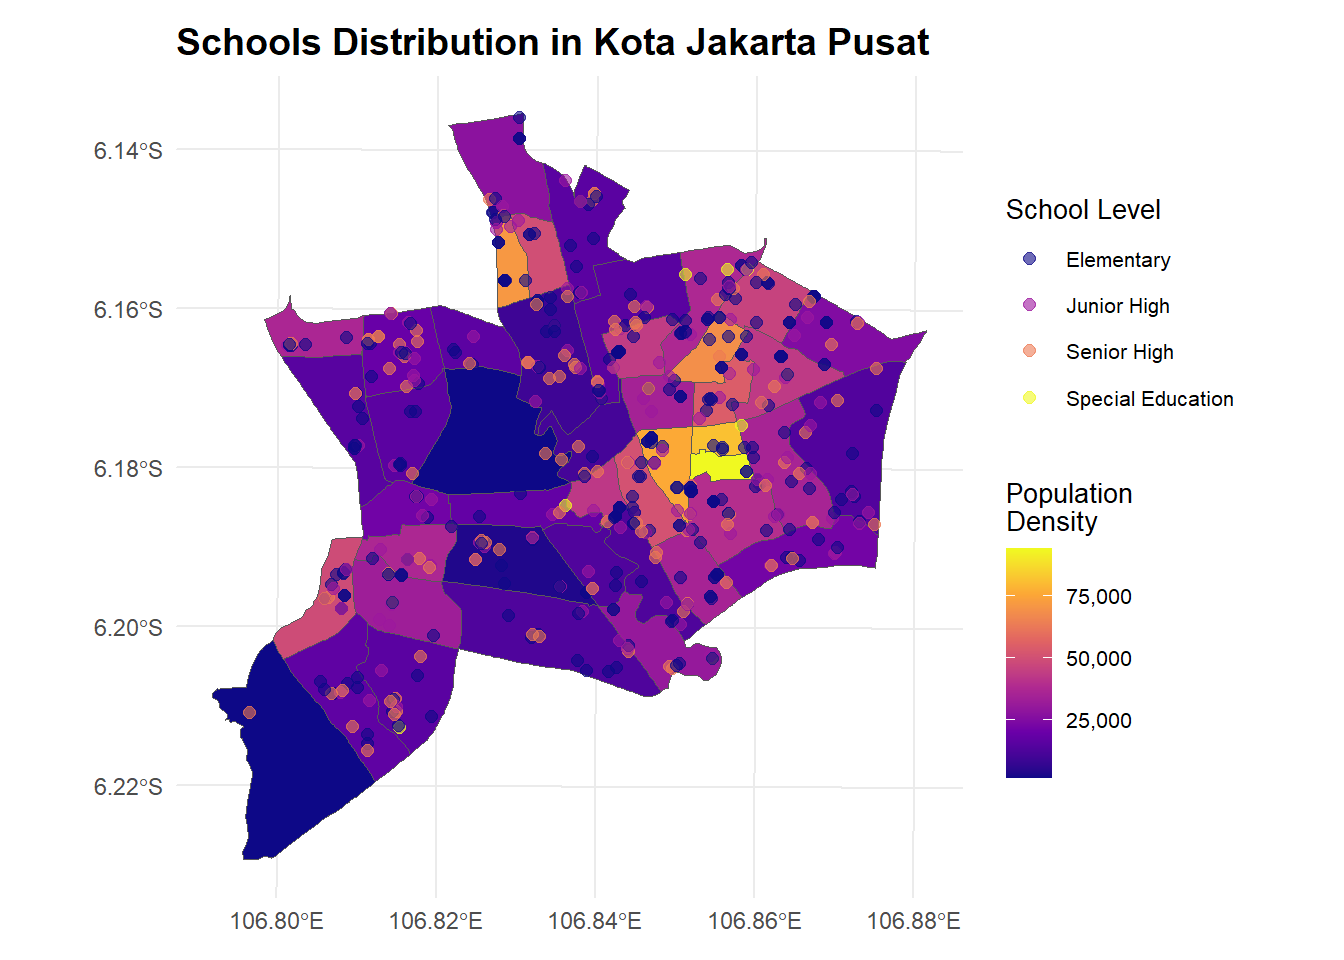 Schools Distribution in Kota Jakarta Pusat
6.14°S
6.16°S
6.18°S
6.20°S
6.22°S
106.80°E
106.82°E
106.84°E
106.86°E
106.88°E
School Level
Elementary
Junior High
Senior High
Special Education
Population
Density
75,000
50,000
25,000